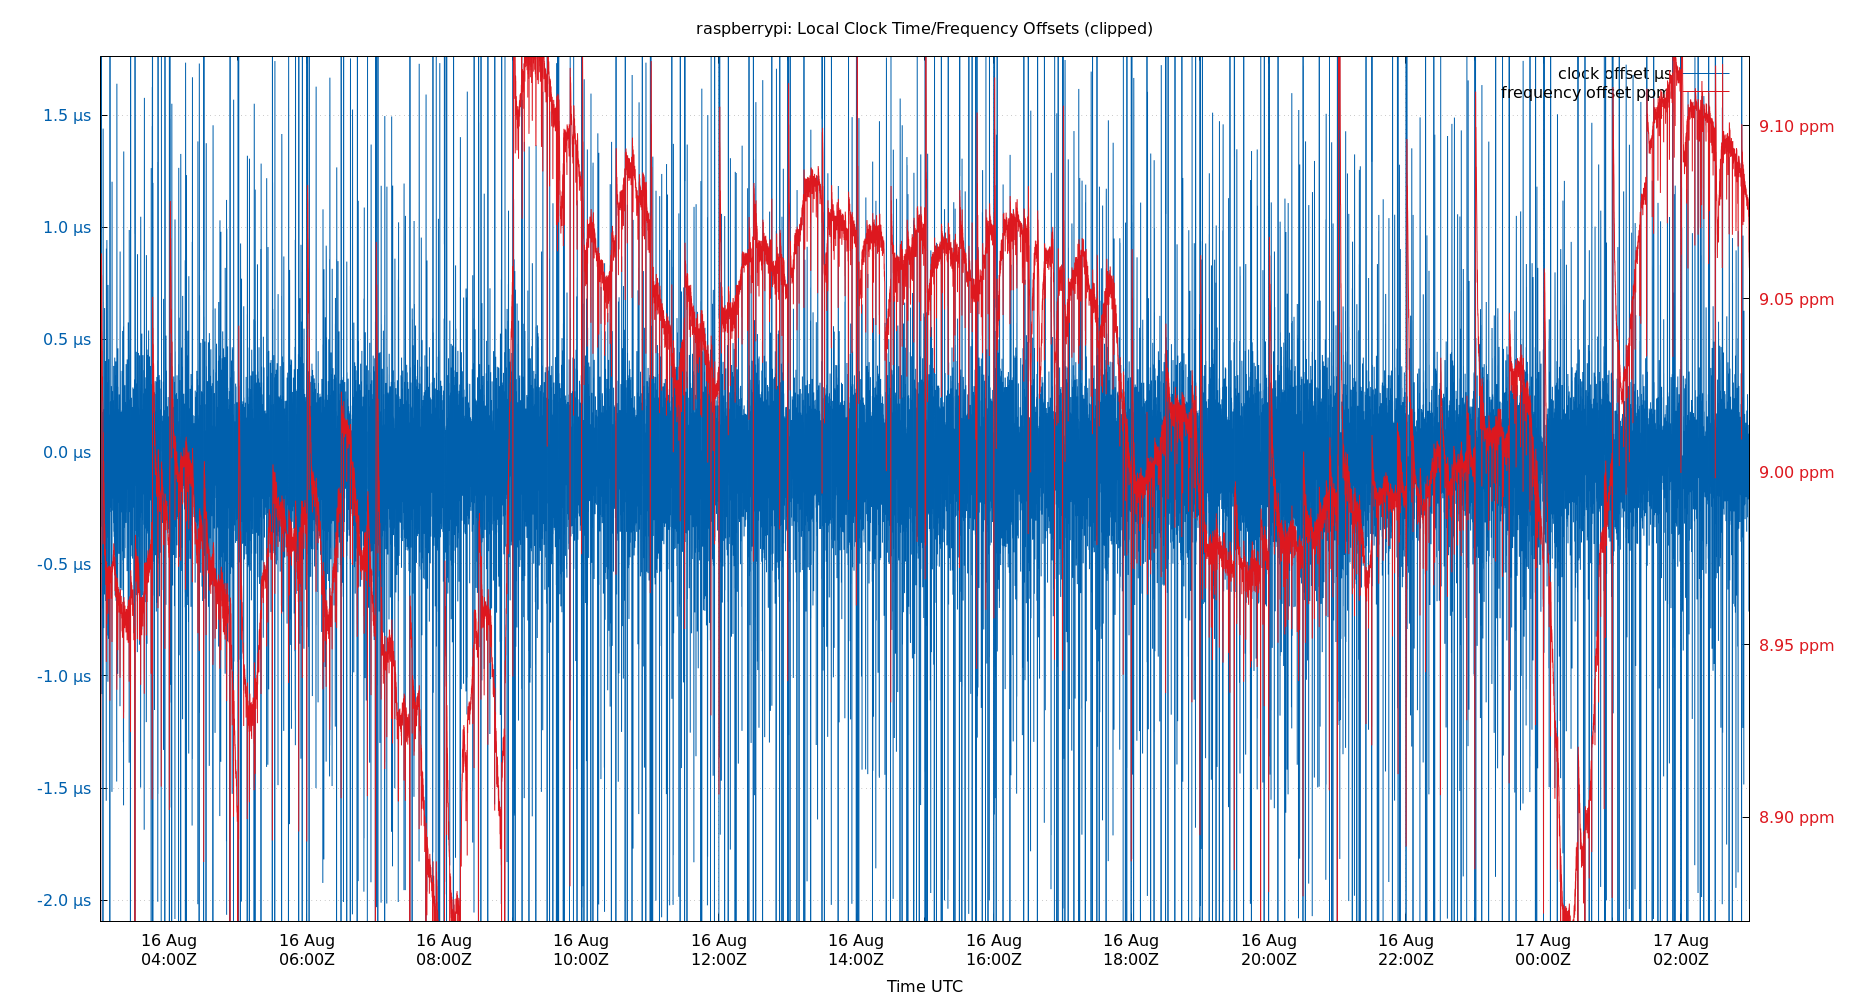 raspberrypi: Local Clock Time/Frequency Offsets (clipped)
clock offset µs
frequency offset ppm
1.5 µs
1.0 µs
0.5 µs
0.0 µs
-0.5 µs
-1.0 µs
-1.5 µs
-2.0 µs
9.10 ppm
9.05 ppm
9.00 ppm
8.95 ppm
8.90 ppm
16 Aug 16 Aug 16 Aug 16 Aug 16 Aug 16 Aug 16 Aug 16 Aug 16 Aug 16 Aug 17 Aug 17 Aug
04:00Z 06:00Z 08:00Z 10:00Z 12:00Z 14:00Z 16:00Z 18:00Z 20:00Z 22:00Z 00:00Z 02:00Z
Time UTC